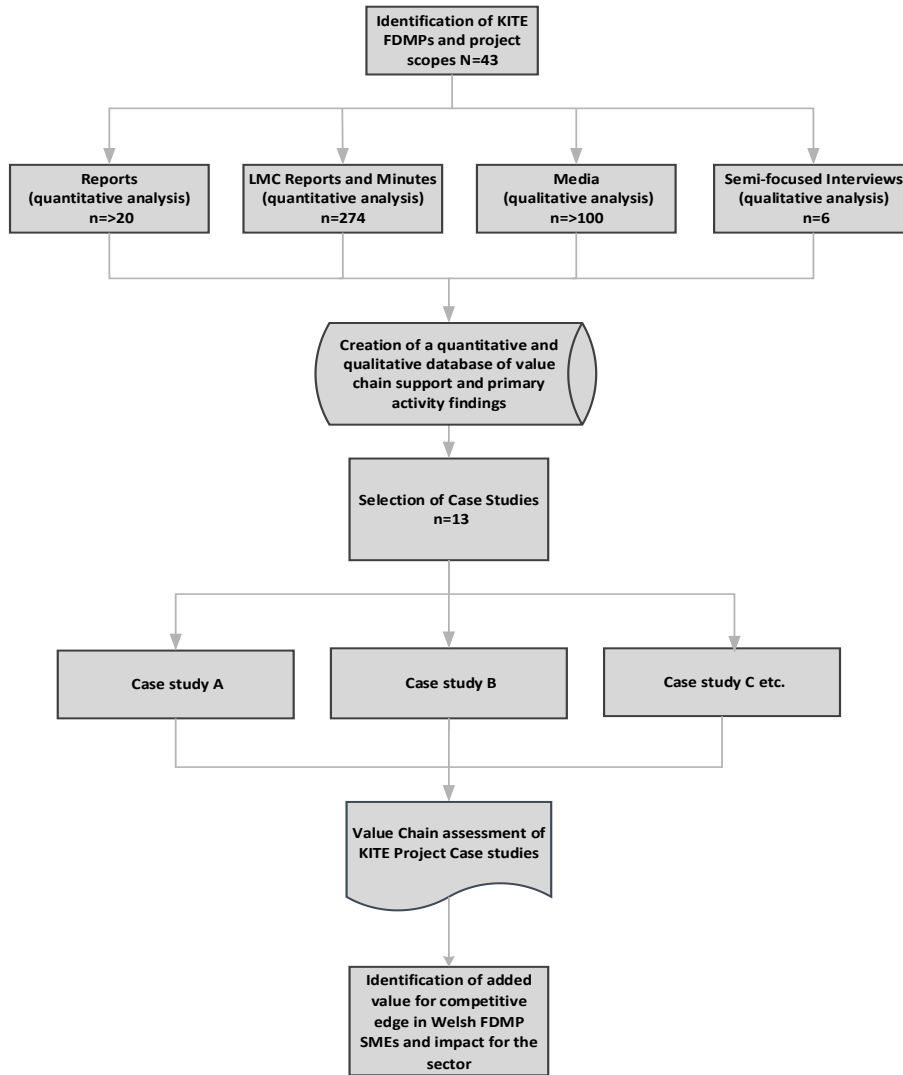 Identification of KITE
FDMPs and project
scopes N=43
Reports
(quantitative analysis)
n=>20
LMC Reports and Minutes
(quantitative analysis)
n=274
Media
(qualitative analysis)
n=>100
Semi-focused Interviews
(qualitative analysis)
n=6
Creation of a quantitative and
qualitative database of value
chain support and primary
activity findings
Selection of Case Studies
n=13
Case study A
Case study B
Case study C etc.
Value Chain assessment of
KITE Project Case studies
Identification of added
value for competitive
edge in Welsh FDMP
SMEs and impact for the
sector